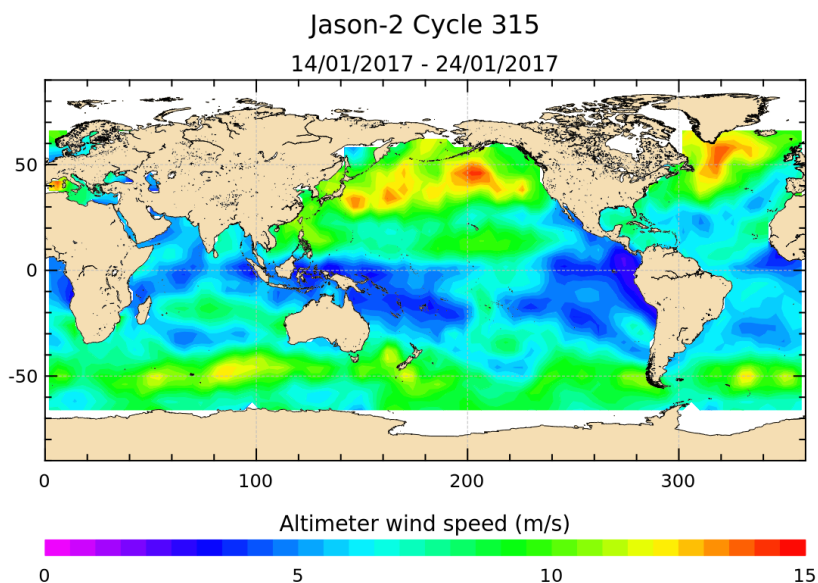 Jason-2 Cycle 315
14/01/2017 - 24/01/2017
50
0
-50
0 100 200 300
Altimeter wind speed (m/s)
0 5 10 15